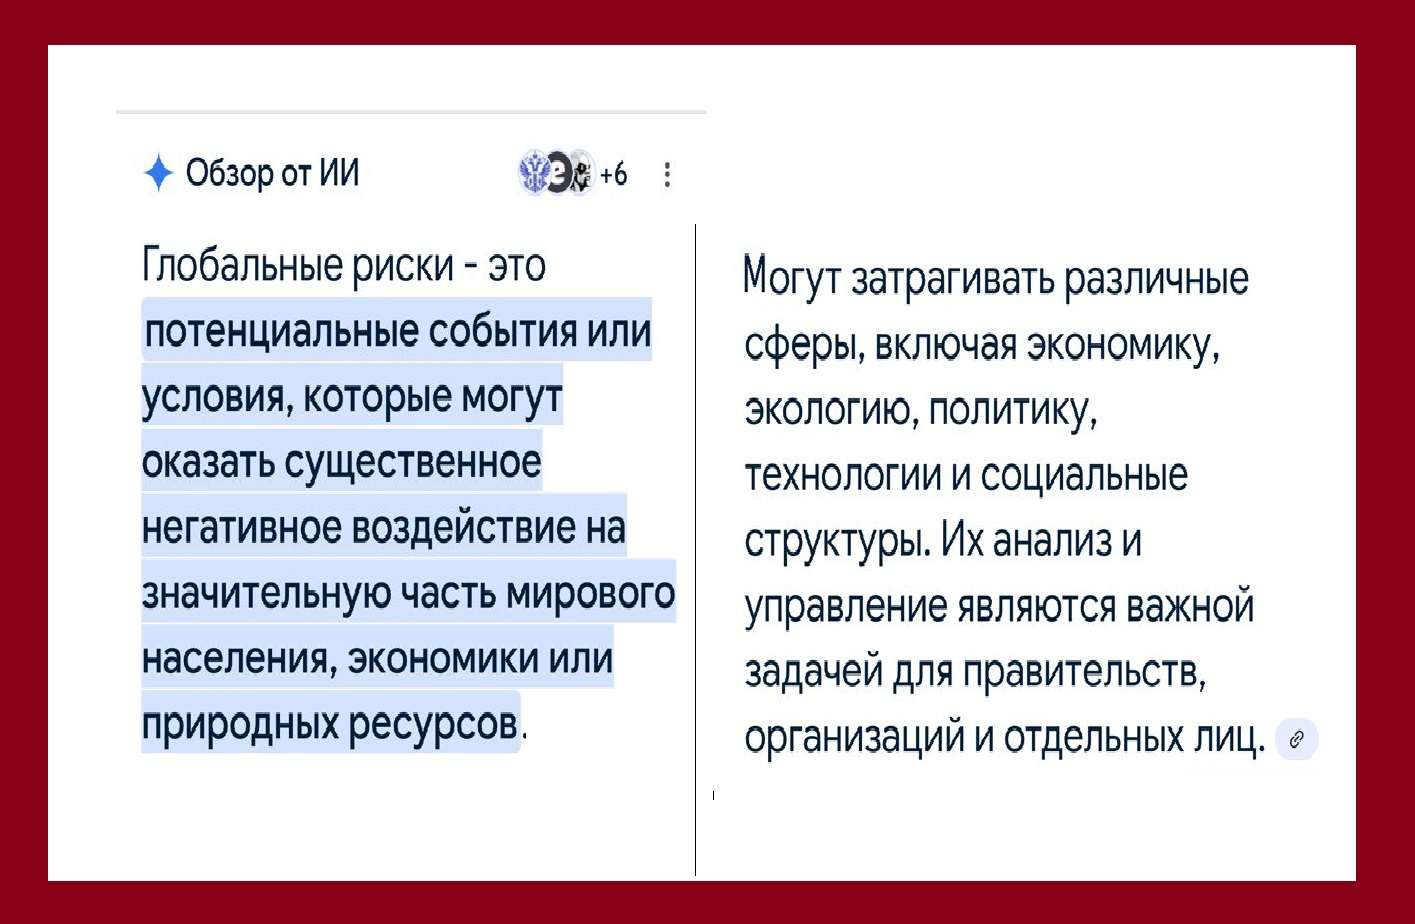 Обзор от ИИ
+6
Глобальные риски - это
потенциальные события или
условия, которые могут
оказать существенное
негативное воздействие на
значительную часть мирового
населения, экономики или
природных ресурсов.
Могут затрагивать различные
сферы, включая экономику,
экологию, политику,
технологии и социальные
структуры. Их анализ и
управление являются важной
задачей для правительств,
организаций и отдельных лиц.